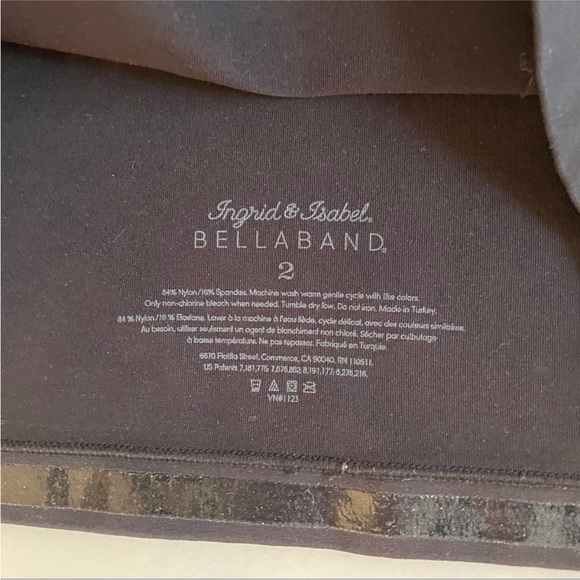 Ingrid & Isabel®
BELLABAND®
2
84% Nylon/16% Spandex. Machine wash warm gentle cycle with like colors.
Only non-chlorine bleach when needed. Tumble dry low. Do not iron. Made in Turkey.
84 % Nylon/16 % Elastane. Laver à la machine à l'eau tiède, cycle délicat, avec des couleurs similaires.
Au besoin, utiliser seulement un agent de blanchiment non chloré. Sécher par culbutage
à basse température. Ne pas repasser. Fabriqué en Turquie.
6670 Flotilla Street, Commerce, CA 90040, RN 110911.
US Patents 7,181,775; 7,676,852; 8,191,177; 8,276,216.
VN#1123